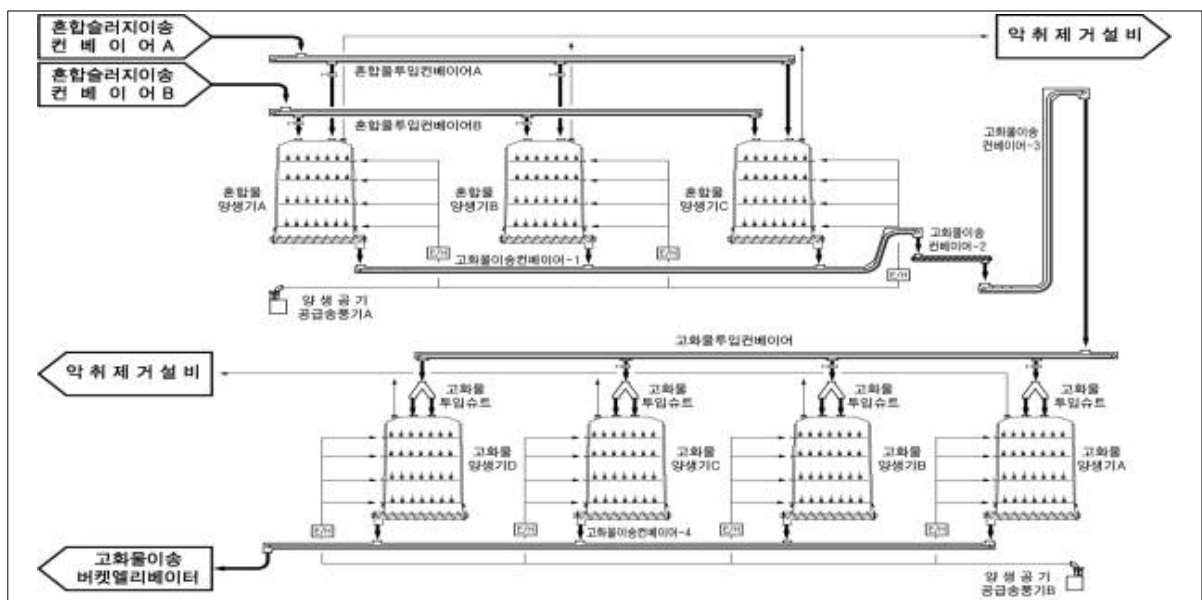 혼합슬러지이송
컨 베 이 어 A
악 취 제 거 설 비
혼합슬러지이송
컨 베 이 어 B
혼합물투입컨베이어A
혼합물투입컨베이어B
고화물이송
컨베이어-3
혼합물
양생기A
혼합물
양생기B
혼합물
양생기C
고화물이송
컨베이어-2
E/H
E/H
E/H
고화물이송컨베이어-1
양 생 공 기
공급송풍기A
고화물투입컨베이어
악 취 제 거 설 비
고화물
투입슈트
고화물
투입슈트
고화물
투입슈트
고화물
투입슈트
고화물
양생기D
고화물
양생기C
고화물
양생기B
고화물
양생기A
E/H
E/H
E/H
E/H
고화물이송컨베이어-4
고화물이송
버켓엘리베이터
양 생 공 기
공급송풍기B